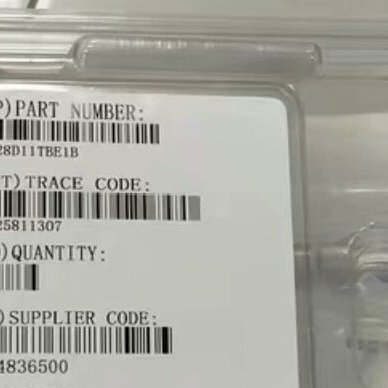 P)PART NUMBER:
28D11TBE1B
T)TRACE CODE:
25811307
)QUANTITY:
)SUPPLIER CODE:
4836500